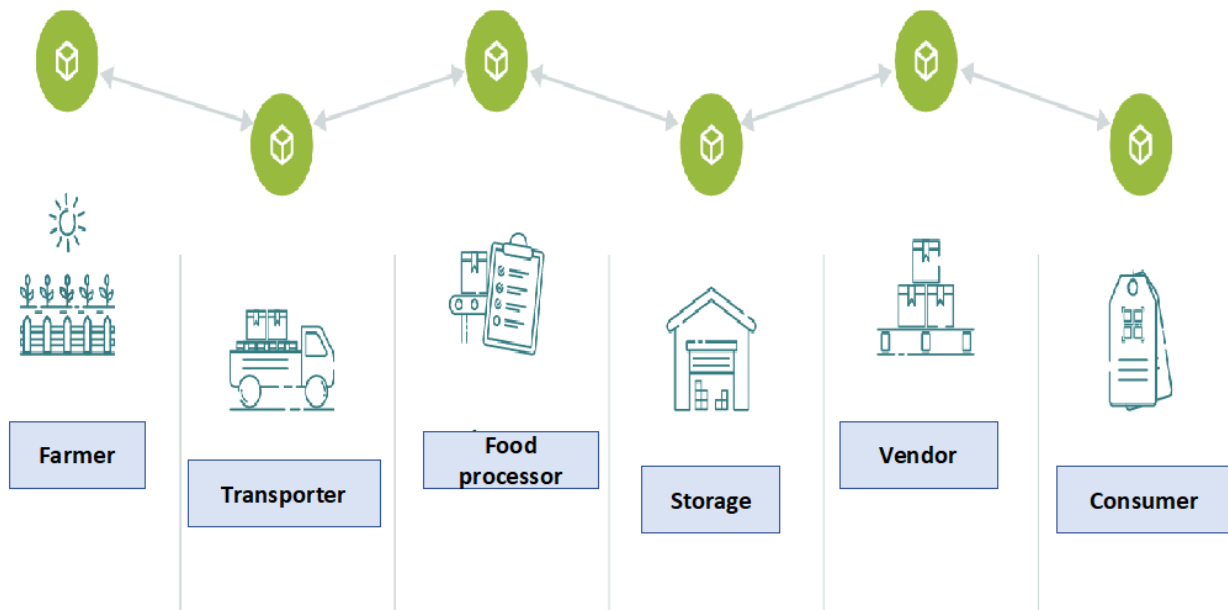 Farmer
Transporter
Food
processor
Storage
Vendor
Consumer